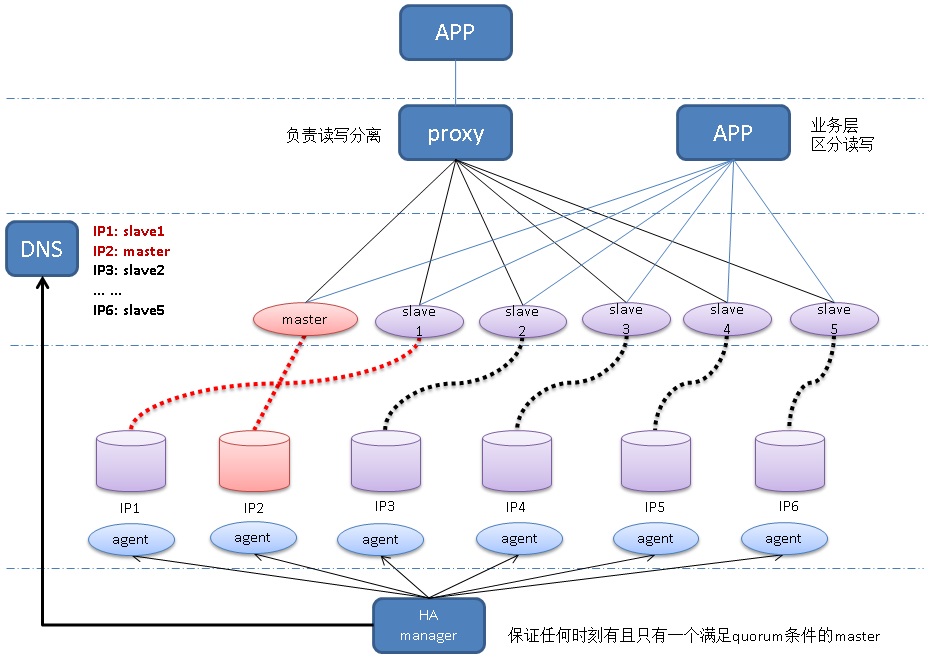 APP
proxy
负责读写分离
APP
业务层
区分读写
DNS
IP1: slave1
IP2: master
IP3: slave2
... ...
IP6: slave5
master
slave
1
slave
2
slave
3
slave
4
slave
5
IP1
IP2
IP3
IP4
IP5
IP6
agent
agent
agent
agent
agent
agent
HA
manager
保证任何时刻有且只有一个满足quorum条件的master